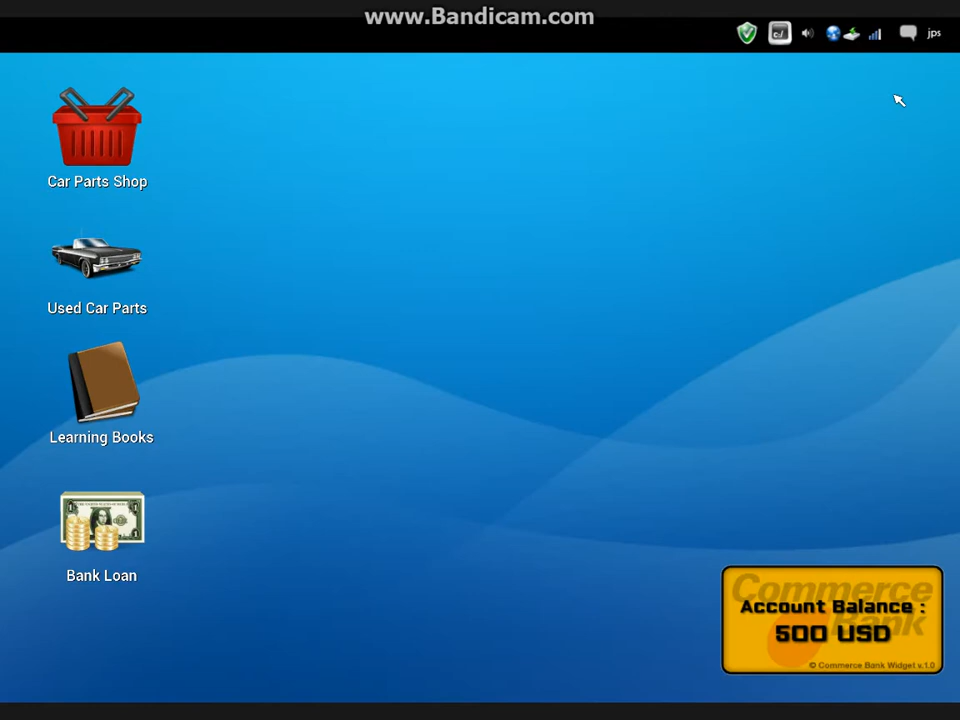 www.Bandicam.com
c:/
jps
Car Parts Shop
Used Car Parts
Learning Books
Bank Loan
Commerce
Bank
Account Balance :
500 USD
© Commerce Bank Widget v.1.0